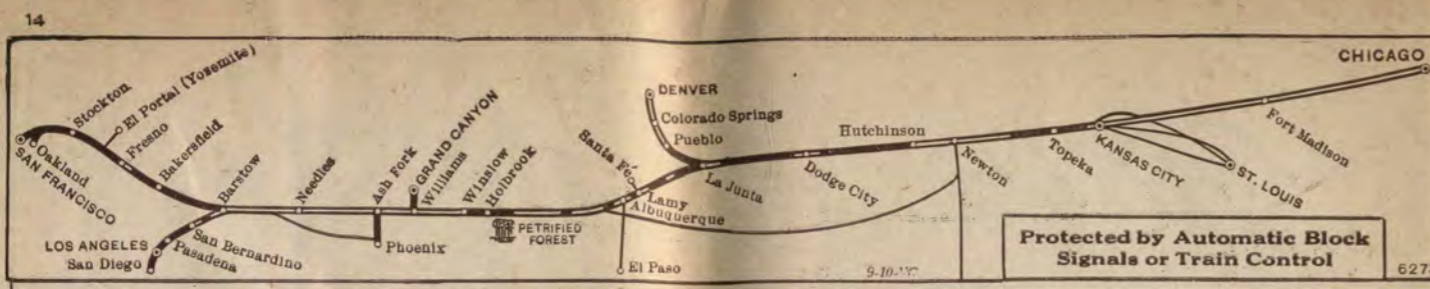 14
CHICAGO
DENVER
El Portal (Yosemite)
Stockton
Colorado Springs
Fresno
Pueblo
Hutchinson
Bakersfield
Fort Madison
Oakland
SAN FRANCISCO
GRAND CANYON
Ash Fork
Santa Fé
KANSAS CITY
Topeka
Newton
ST. LOUIS
Barstow
Needles
Williams
Winslow
Holbrook
La Junta
Dodge City
Lamy
Albuquerque
PETRIFIED
FOREST
LOS ANGELES
San Bernardino
Pasadena
San Diego
Phoenix
El Paso
Protected by Automatic Block
Signals or Train Control